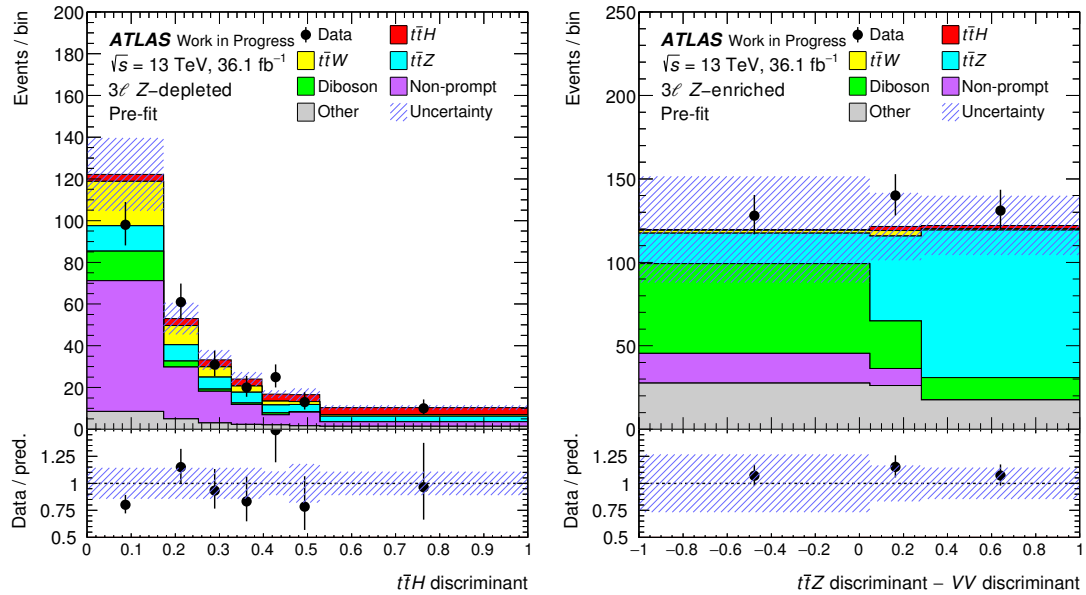 Events / bin
200
180
160
140
120
100
80
60
40
20
0
ATLAS Work in Progress
√s = 13 TeV, 36.1 fb⁻¹
3ℓ Z−depleted
Pre-fit
Data
tt̄H
tt̄W
tt̄Z
Diboson
Non-prompt
Other
Uncertainty
Data / pred.
1.25
1
0.75
0.5
0 0.1 0.2 0.3 0.4 0.5 0.6 0.7 0.8 0.9 1
tt̄H discriminant
Events / bin
250
200
150
100
50
0
ATLAS Work in Progress
√s = 13 TeV, 36.1 fb⁻¹
3ℓ Z−enriched
Pre-fit
Data
tt̄H
tt̄W
tt̄Z
Diboson
Non-prompt
Other
Uncertainty
Data / pred.
1.25
1
0.75
0.5
−1 −0.8 −0.6 −0.4 −0.2 0 0.2 0.4 0.6 0.8 1
tt̄Z discriminant − VV discriminant